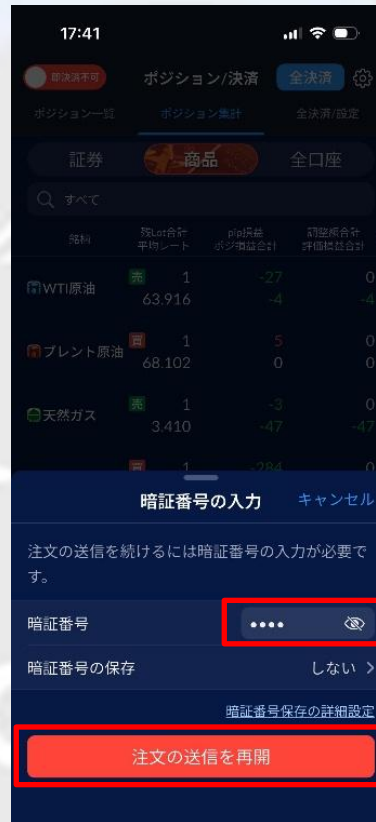 17:41
即決済不可 ポジション/決済 全決済
ポジション一覧 ポジション集計 全決済/設定
証券 商品 全口座
すべて
銘柄 残Lot合計 pip損益 調整額合計
平均レート ポジ損益合計 評価損益合計
WTI原油 売 1 -27 0
63.916 -4 -4
ブレント原油 買 1 5 0
68.102 0 0
天然ガス 売 1 -3 0
3.410 -47 -47
買 1 -284 0
暗証番号の入力 キャンセル
注文の送信を続けるには暗証番号の入力が必要で
す。
暗証番号 ••••
暗証番号の保存 しない >
暗証番号保存の詳細設定
注文の送信を再開